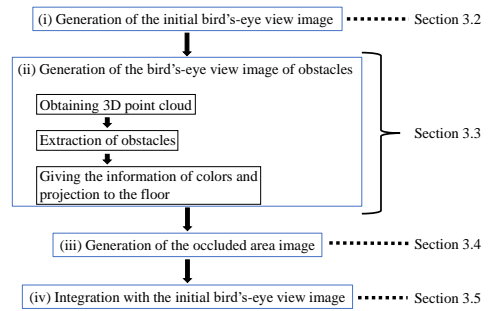 (i) Generation of the initial bird's-eye view image
Section 3.2
(ii) Generation of the bird's-eye view image of obstacles
Obtaining 3D point cloud
Extraction of obstacles
Giving the information of colors and
projection to the floor
Section 3.3
(iii) Generation of the occluded area image
Section 3.4
(iv) Integration with the initial bird's-eye view image
Section 3.5